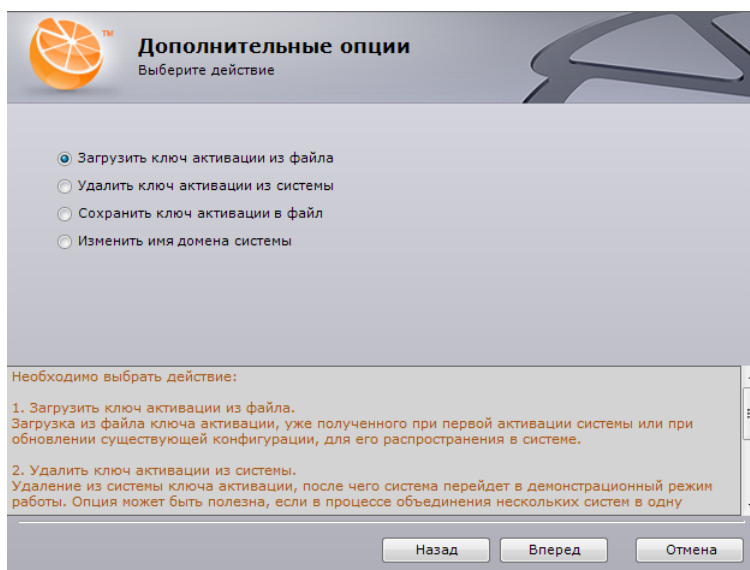 TM
Дополнительные опции
Выберите действие
Загрузить ключ активации из файла
Удалить ключ активации из системы
Сохранить ключ активации в файл
Изменить имя домена системы
Необходимо выбрать действие:
1. Загрузить ключ активации из файла.
Загрузка из файла ключа активации, уже полученного при первой активации системы или при
обновлении существующей конфигурации, для его распространения в системе.
2. Удалить ключ активации из системы.
Удаление из системы ключа активации, после чего система перейдет в демонстрационный режим
работы. Опция может быть полезна, если в процессе объединения нескольких систем в одну
Назад
Вперед
Отмена